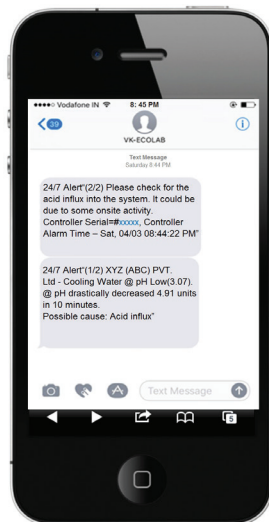 Vodafone IN 8:45 PM
39
VK-ECOLAB
Text Message
Saturday 8:44 PM
24/7 Alert"(2/2) Please check for the
acid influx into the system. It could be
due to some onsite activity.
Controller Serial=#xxxxx, Controller
Alarm Time – Sat, 04/03 08:44:22 PM"
24/7 Alert"(1/2) XYZ (ABC) PVT.
Ltd - Cooling Water @ pH Low(3.07).
@ pH drastically decreased 4.91 units
in 10 minutes.
Possible cause: Acid influx"
Text Message
5